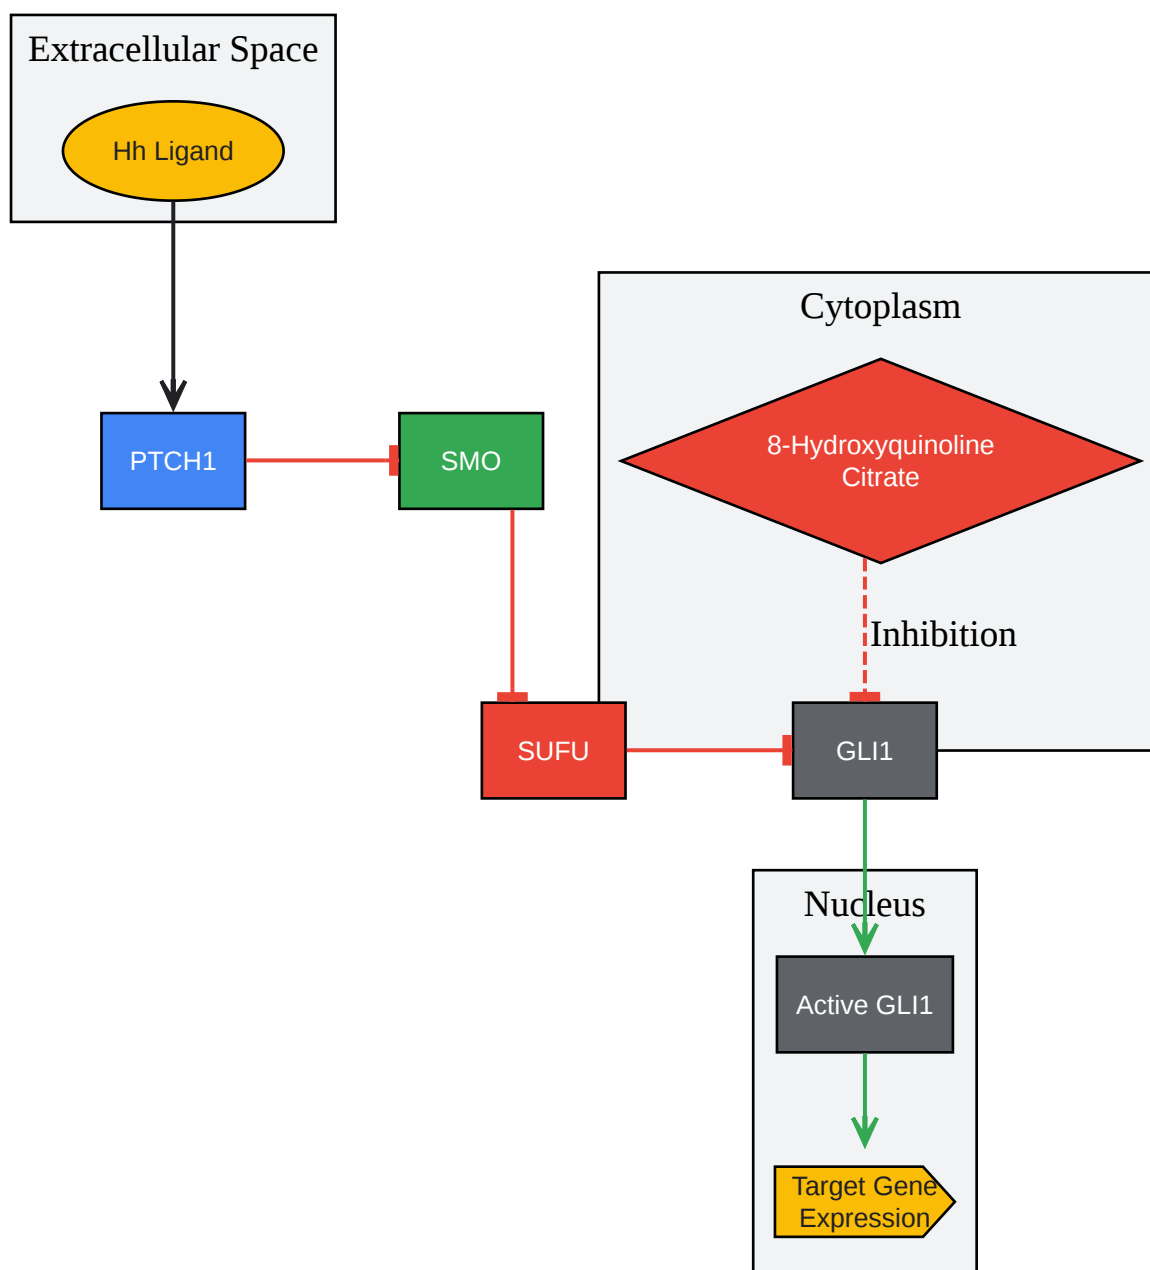 Extracellular Space
Hh Ligand
Cytoplasm
PTCH1
SMO
8-Hydroxyquinoline
Citrate
Inhibition
SUFU
GLI1
Nucleus
Active GLI1
Target Gene
Expression